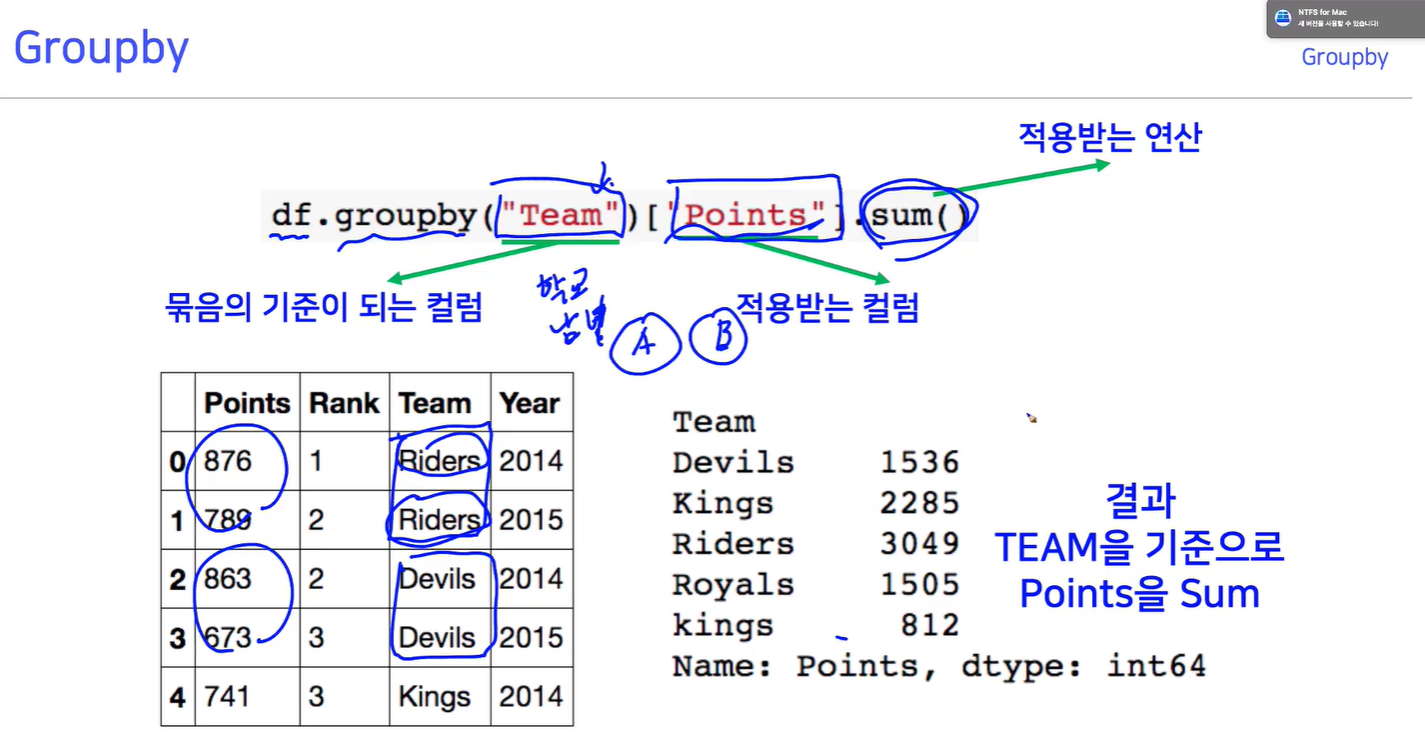 NTFS for Mac
새 버전을 사용할 수 있습니다!
Groupby
Groupby
적용받는 연산
df.groupby("Team")["Points"].sum()
묶음의 기준이 되는 컬럼
적용받는 컬럼
학교
남녀
A B
Points Rank Team Year
0 876 1 Riders 2014
1 789 2 Riders 2015
2 863 2 Devils 2014
3 673 3 Devils 2015
4 741 3 Kings 2014
Team
Devils 1536
Kings 2285
Riders 3049
Royals 1505
kings 812
Name: Points, dtype: int64
결과
TEAM을 기준으로
Points을 Sum